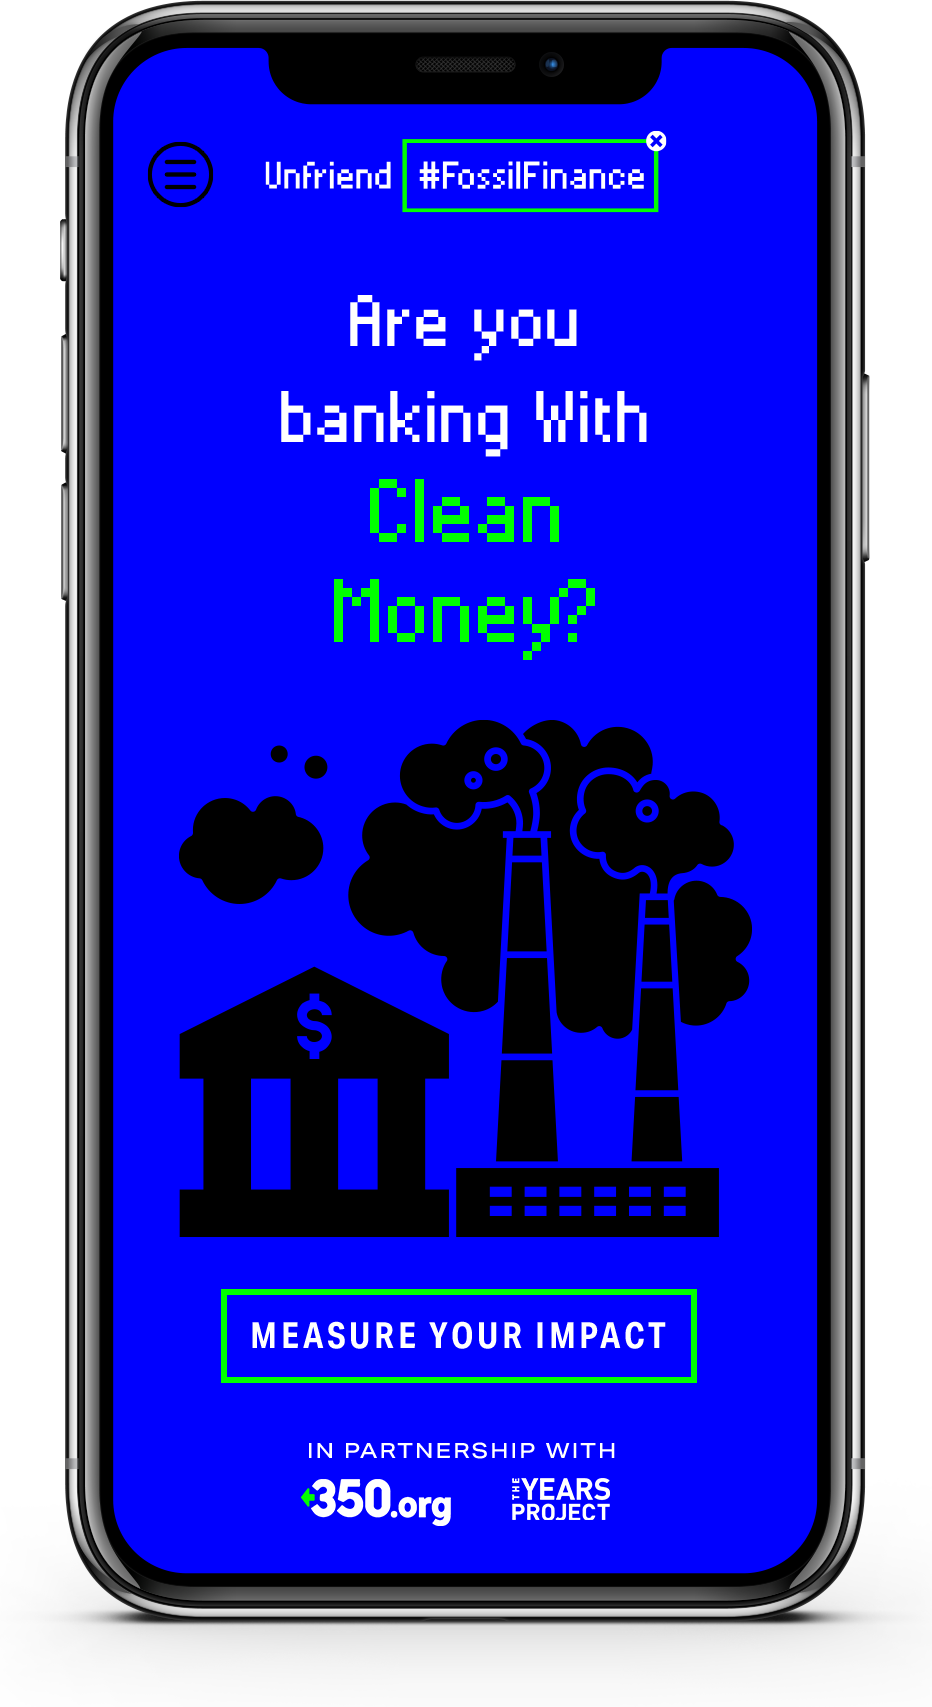 Unfriend #FossilFinance
Are you
banking With
Clean
Money?
$
MEASURE YOUR IMPACT
IN PARTNERSHIP WITH
350.org
THE YEARS
PROJECT